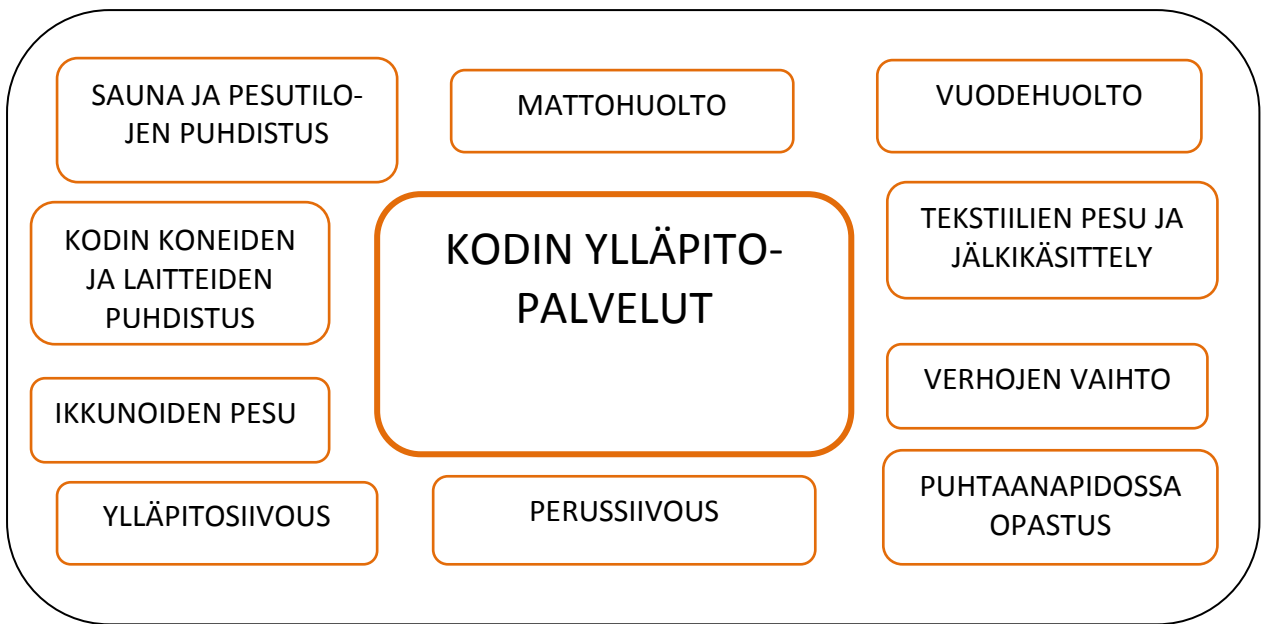 SAUNA JA PESUTILO-
JEN PUHDISTUS
MATTOHUOLTO
VUODEHUOLTO
KODIN KONEIDEN
JA LAITTEIDEN
PUHDISTUS
KODIN YLLÄPITO-
PALVELUT
TEKSTIILIEN PESU JA
JÄLKIKÄSITTELY
IKKUNOIDEN PESU
VERHOJEN VAIHTO
YLLÄPITOSIIVOUS
PERUSSIIVOUS
PUHTAANAPIDOSSA
OPASTUS